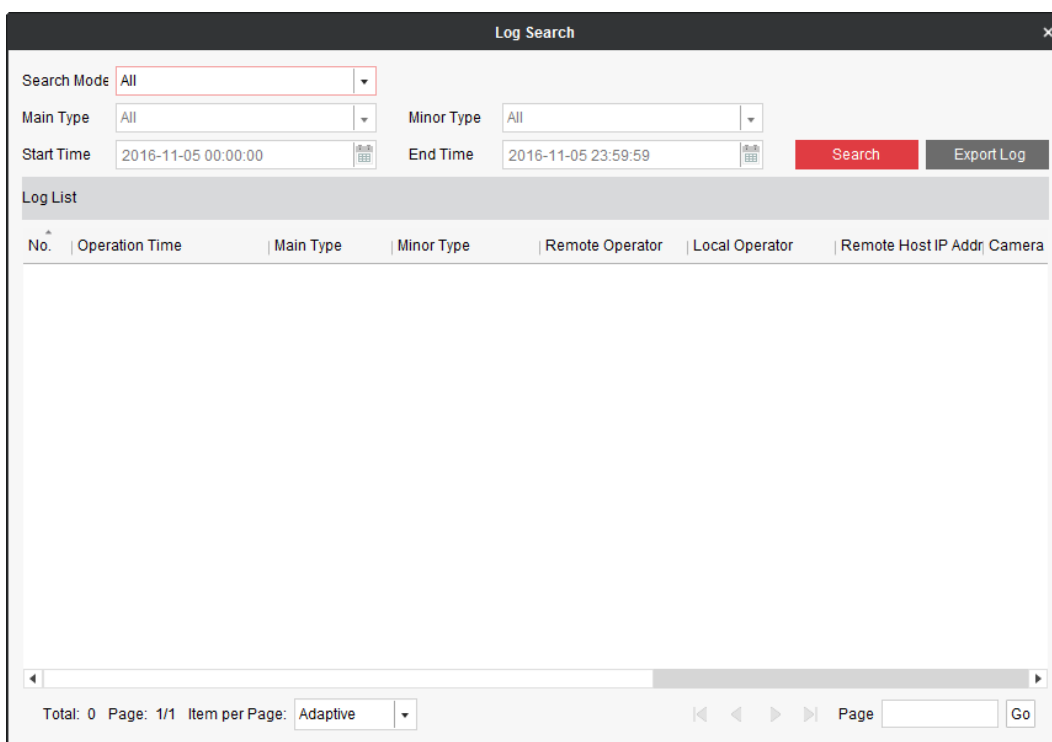 Log Search
Search Mode All
Main Type All Minor Type All
Start Time 2016-11-05 00:00:00 End Time 2016-11-05 23:59:59 Search Export Log
Log List
No. Operation Time Main Type Minor Type Remote Operator Local Operator Remote Host IP Addr Camera
Total: 0 Page: 1/1 Item per Page: Adaptive Page Go